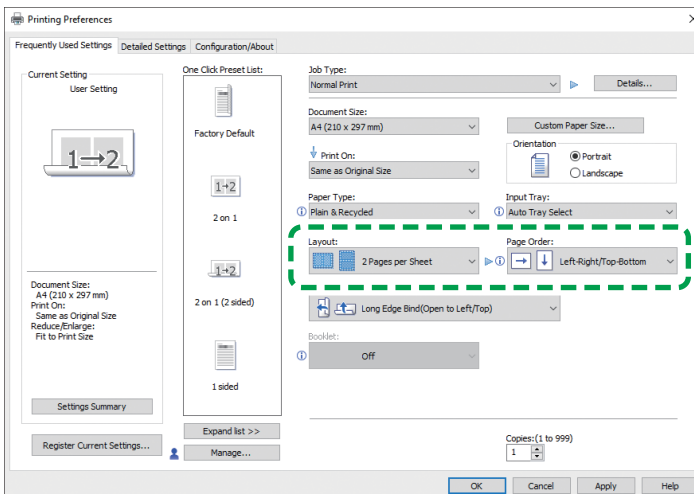 Printing Preferences
Frequently Used Settings
Detailed Settings
Configuration/About
Current Setting
User Setting
1→2
Document Size:
A4 (210 x 297 mm)
Print On:
Same as Original Size
Reduce/Enlarge:
Fit to Print Size
Settings Summary
Register Current Settings...
One Click Preset List:
Factory Default
1→2
2 on 1
1→2
2 on 1 (2 sided)
1 sided
Expand list >>
Manage...
Job Type:
Normal Print
Details...
Document Size:
A4 (210 x 297 mm)
Custom Paper Size...
Print On:
Same as Original Size
Orientation
Portrait
Landscape
Paper Type:
Plain & Recycled
Input Tray:
Auto Tray Select
Layout:
2 Pages per Sheet
Page Order:
Left-Right/Top-Bottom
Long Edge Bind(Open to Left/Top)
Booklet:
Off
Copies:(1 to 999)
1
OK
Cancel
Apply
Help